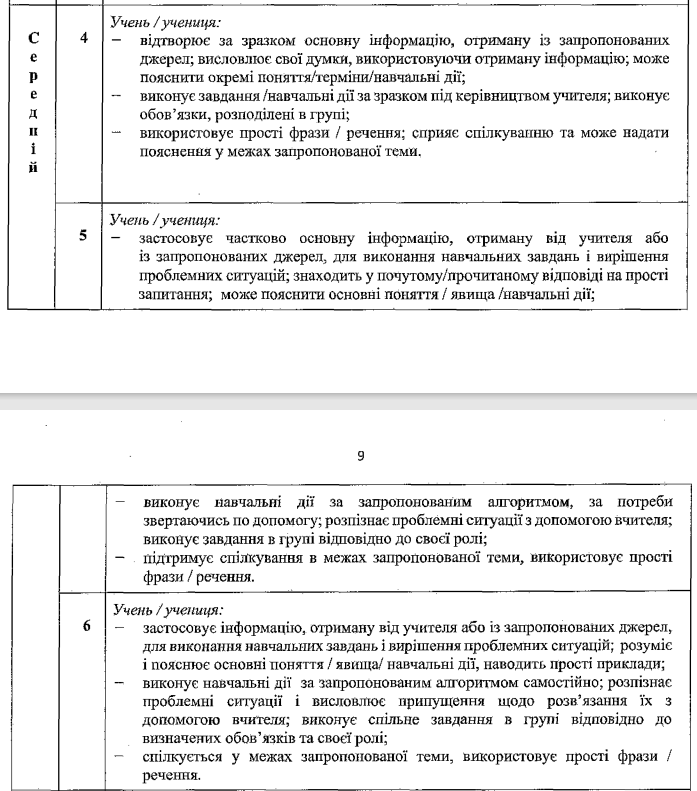 Середній
4
Учень / учениця:
– відтворює за зразком основну інформацію, отриману із запропонованих
джерел; висловлює свої думки, використовуючи отриману інформацію; може
пояснити окремі поняття/терміни/навчальні дії;
– виконує завдання /навчальні дії за зразком під керівництвом учителя; виконує
обов’язки, розподілені в групі;
– використовує прості фрази / речення; сприяє спілкуванню та може надати
пояснення у межах запропонованої теми.
5
Учень / учениця:
– застосовує частково основну інформацію, отриману від учителя або
із запропонованих джерел, для виконання навчальних завдань і вирішення
проблемних ситуацій; знаходить у почутому/прочитаному відповіді на прості
запитання; може пояснити основні поняття / явища /навчальні дії;
9
– виконує навчальні дії за запропонованим алгоритмом, за потреби
звертаючись по допомогу; розпізнає проблемні ситуації з допомогою вчителя;
виконує завдання в групі відповідно до своєї ролі;
– підтримує спілкування в межах запропонованої теми, використовує прості
фрази / речення.
6
Учень / учениця:
– застосовує інформацію, отриману від учителя або із запропонованих джерел,
для виконання навчальних завдань і вирішення проблемних ситуацій; розуміє
і пояснює основні поняття / явища/ навчальні дії, наводить прості приклади;
– виконує навчальні дії за запропонованим алгоритмом самостійно; розпізнає
проблемні ситуації і висловлює припущення щодо розв’язання їх з
допомогою вчителя; виконує спільне завдання в групі відповідно до
визначених обов’язків та своєї ролі;
– спілкується у межах запропонованої теми, використовує прості фрази /
речення.